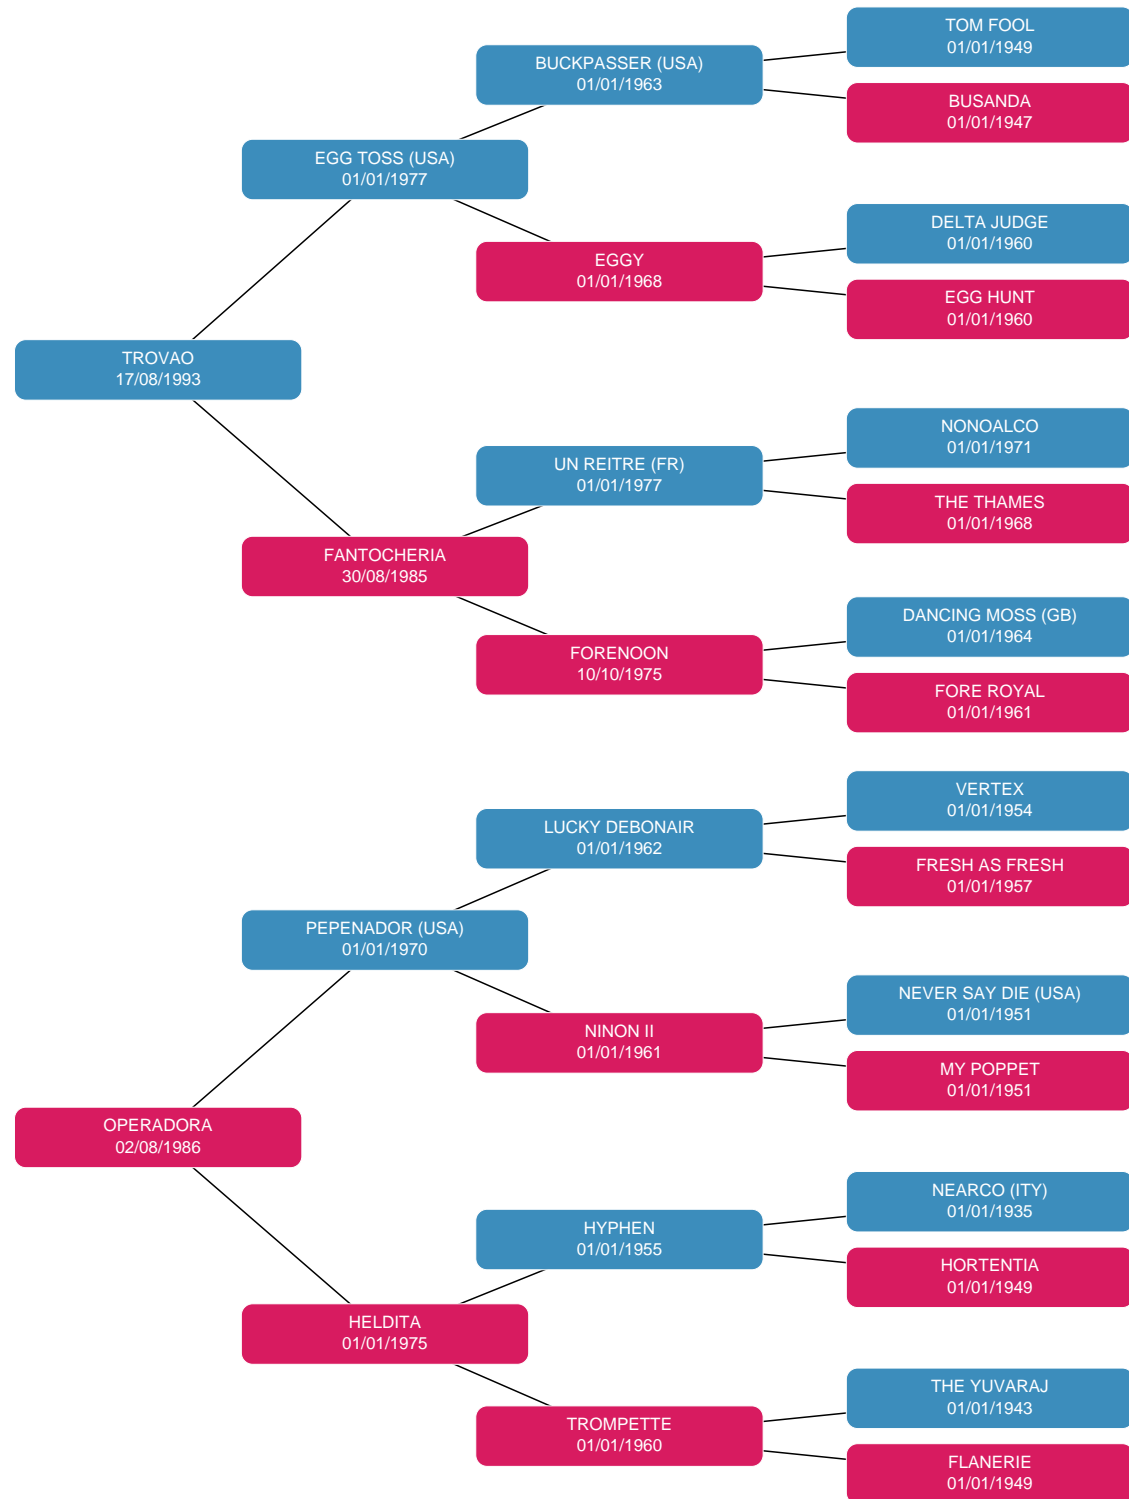 TOM FOOL
01/01/1949
BUCKPASSER (USA)
01/01/1963
BUSANDA
01/01/1947
EGG TOSS (USA)
01/01/1977
DELTA JUDGE
01/01/1960
EGGY
01/01/1968
EGG HUNT
01/01/1960
TROVAO
17/08/1993
NONOALCO
01/01/1971
UN REITRE (FR)
01/01/1977
THE THAMES
01/01/1968
FANTOCHERIA
30/08/1985
DANCING MOSS (GB)
01/01/1964
FORENOON
10/10/1975
FORE ROYAL
01/01/1961
VERTEX
01/01/1954
LUCKY DEBONAIR
01/01/1962
FRESH AS FRESH
01/01/1957
PEPENADOR (USA)
01/01/1970
NEVER SAY DIE (USA)
01/01/1951
NINON II
01/01/1961
MY POPPET
01/01/1951
OPERADORA
02/08/1986
NEARCO (ITY)
01/01/1935
HYPHEN
01/01/1955
HORTENTIA
01/01/1949
HELDITA
01/01/1975
THE YUVARAJ
01/01/1943
TROMPETTE
01/01/1960
FLANERIE
01/01/1949